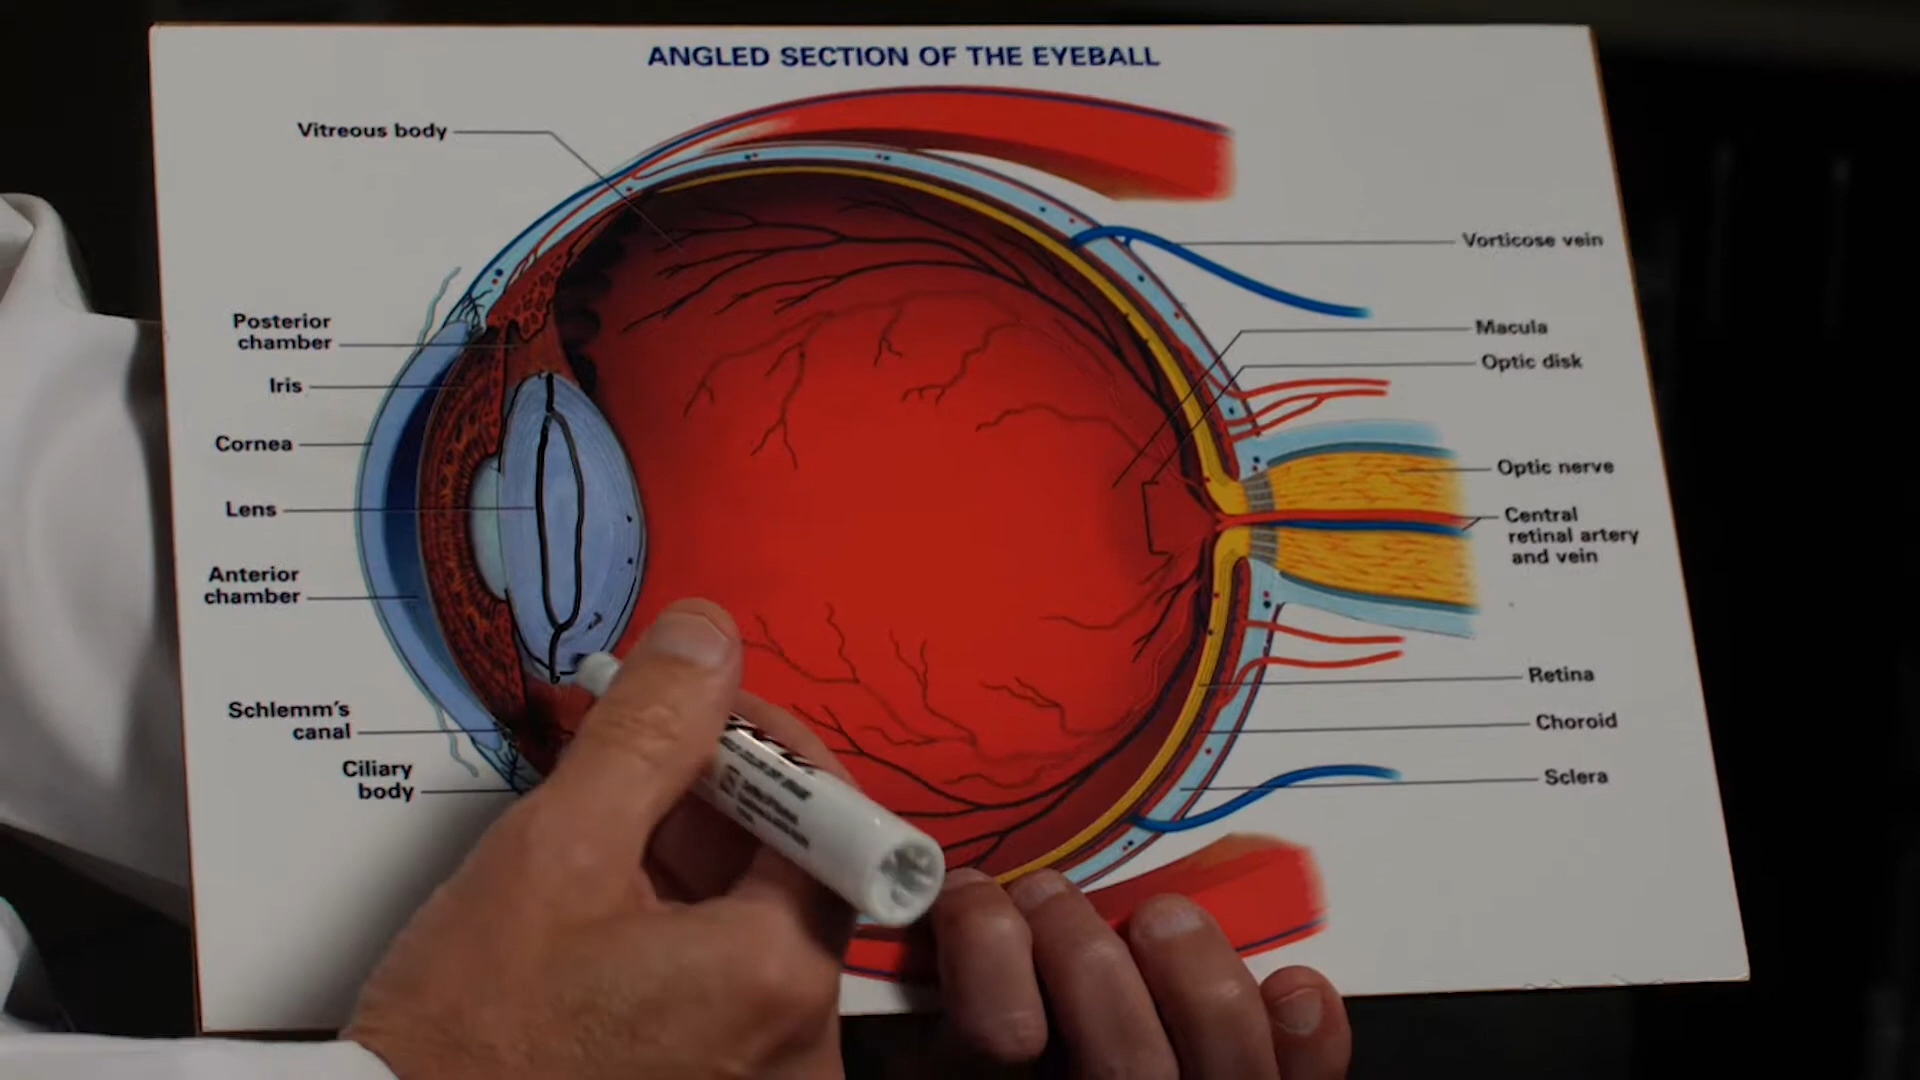 ANGLED SECTION OF THE EYEBALL
Vitreous body
Posterior
chamber
Iris
Cornea
Lens
Anterior
chamber
Schlemm's
canal
Ciliary
body
Vorticose vein
Macula
Optic disk
Optic nerve
Central
retinal artery
and vein
Retina
Choroid
Sclera